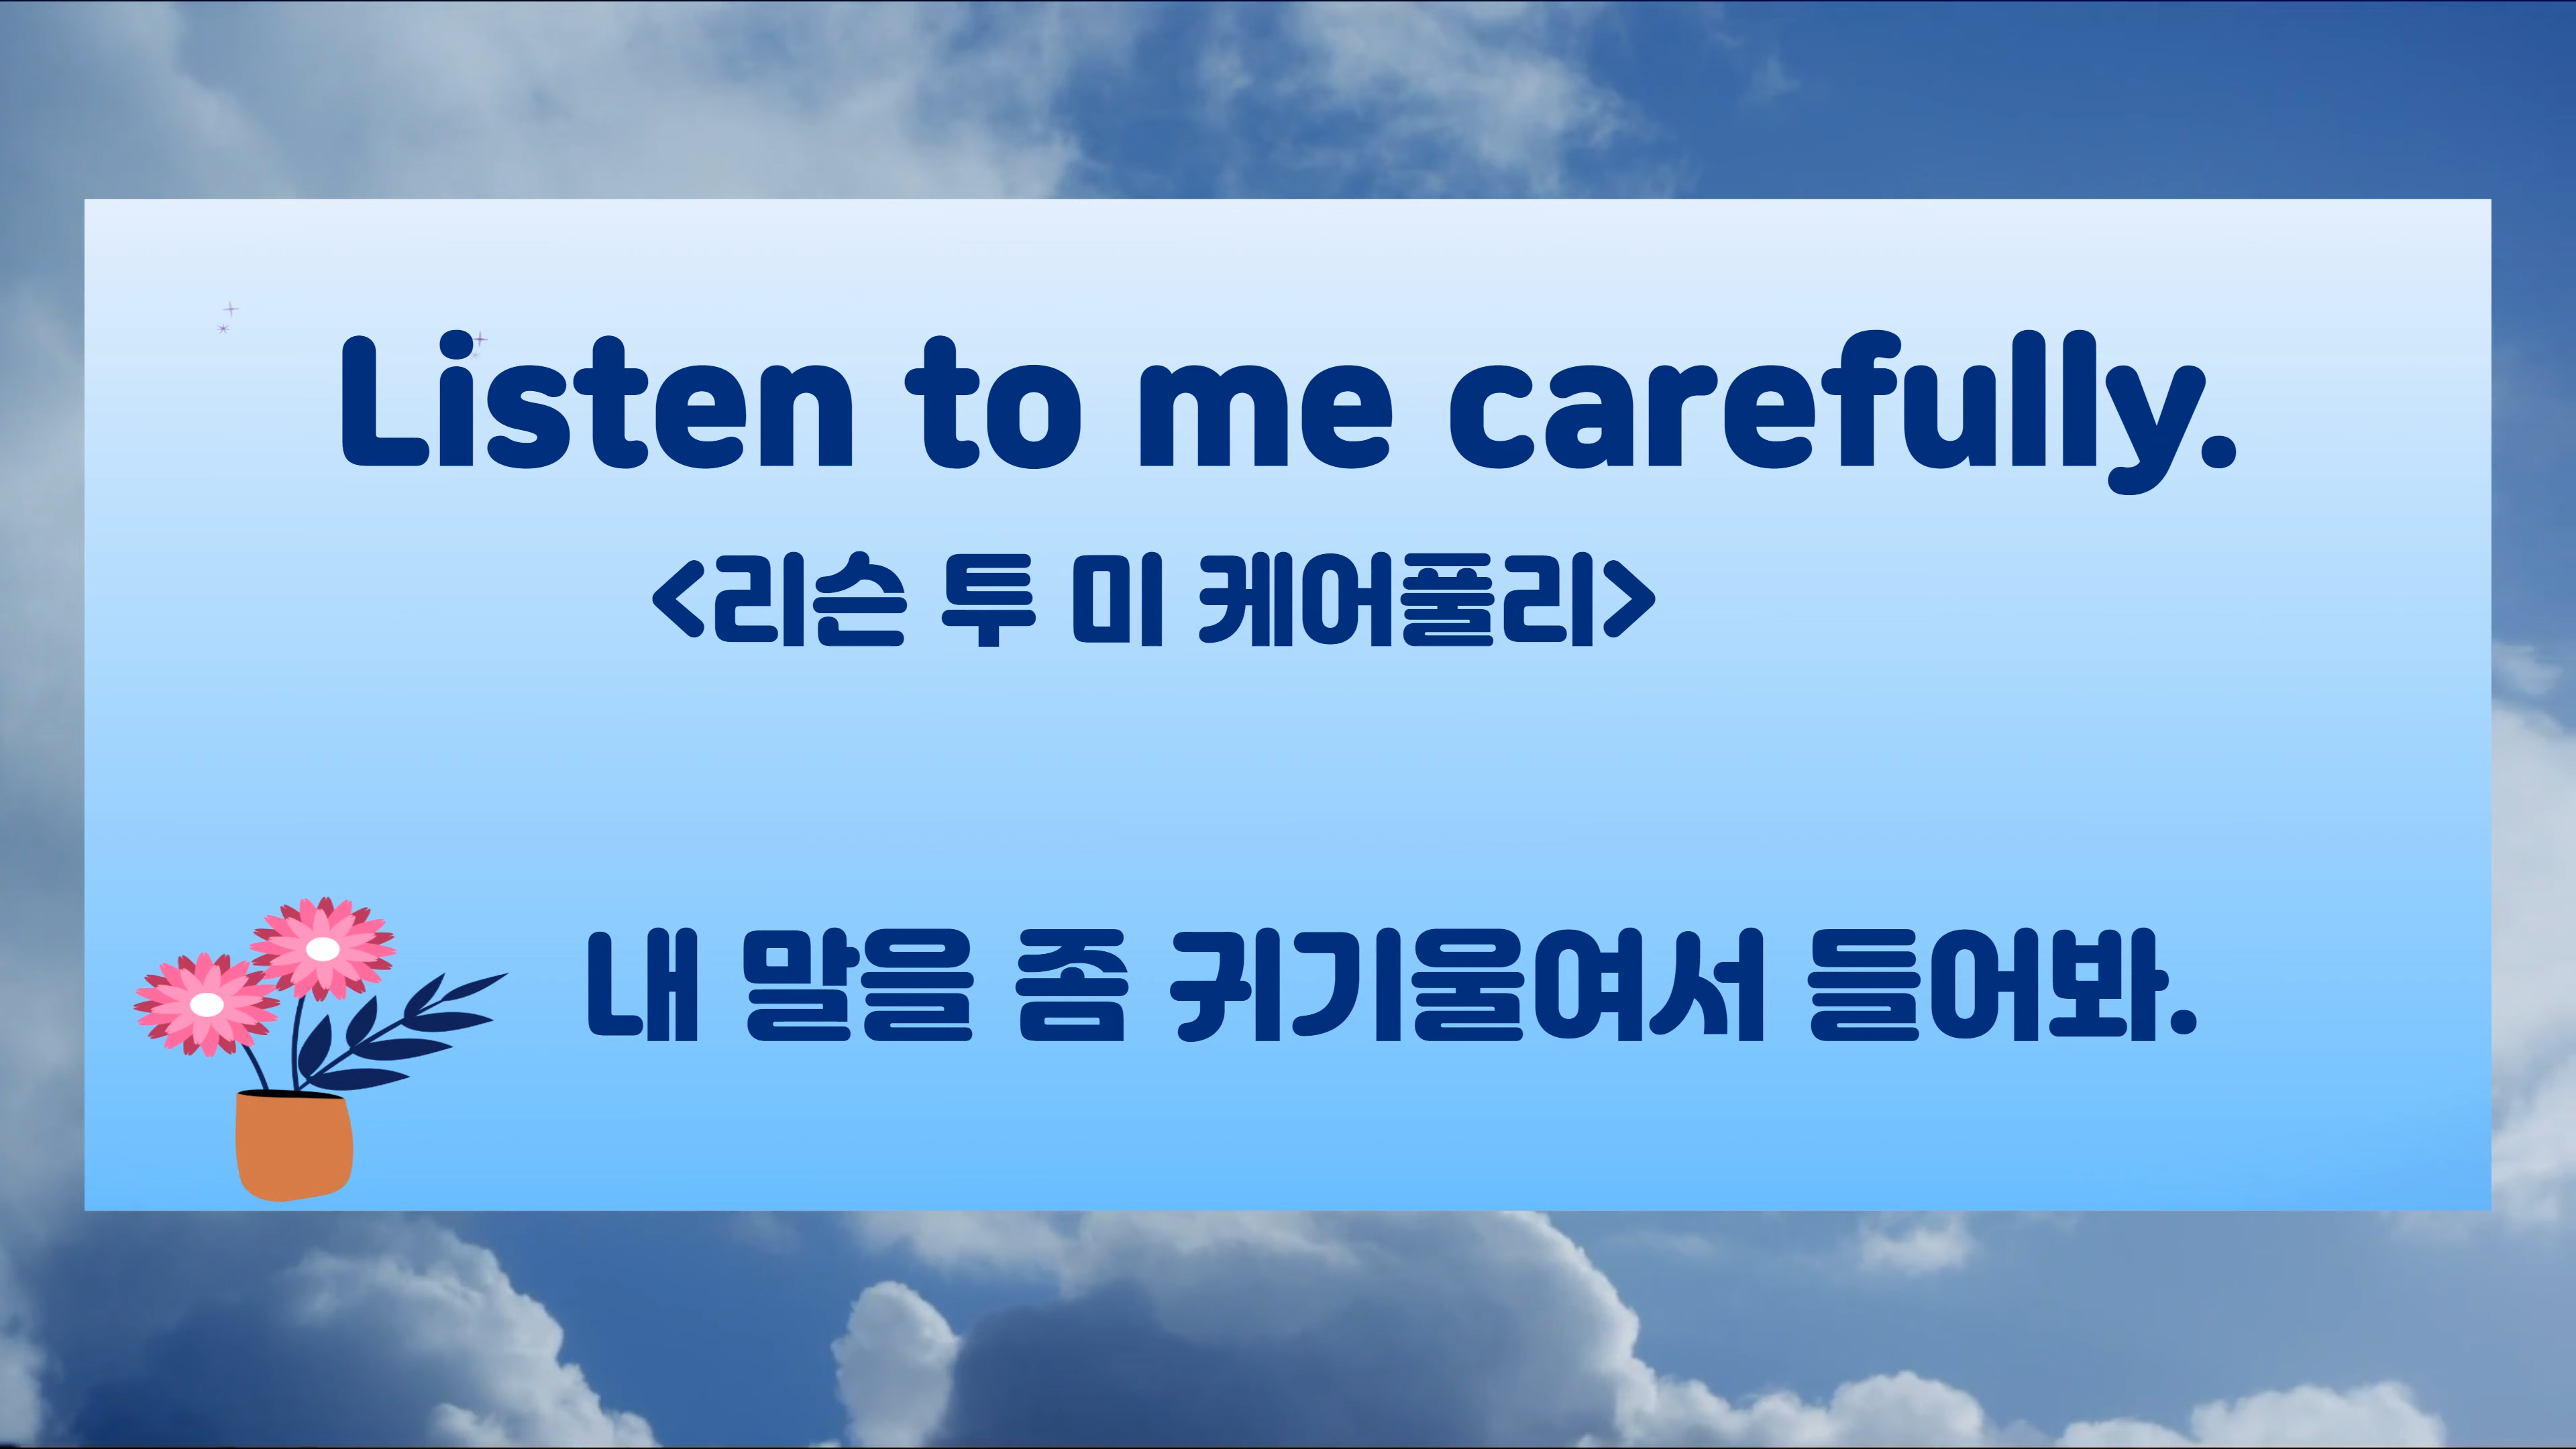 Listen to me carefully.
<리슨 투 미 케어풀리>
내 말을 좀 귀기울여서 들어봐.